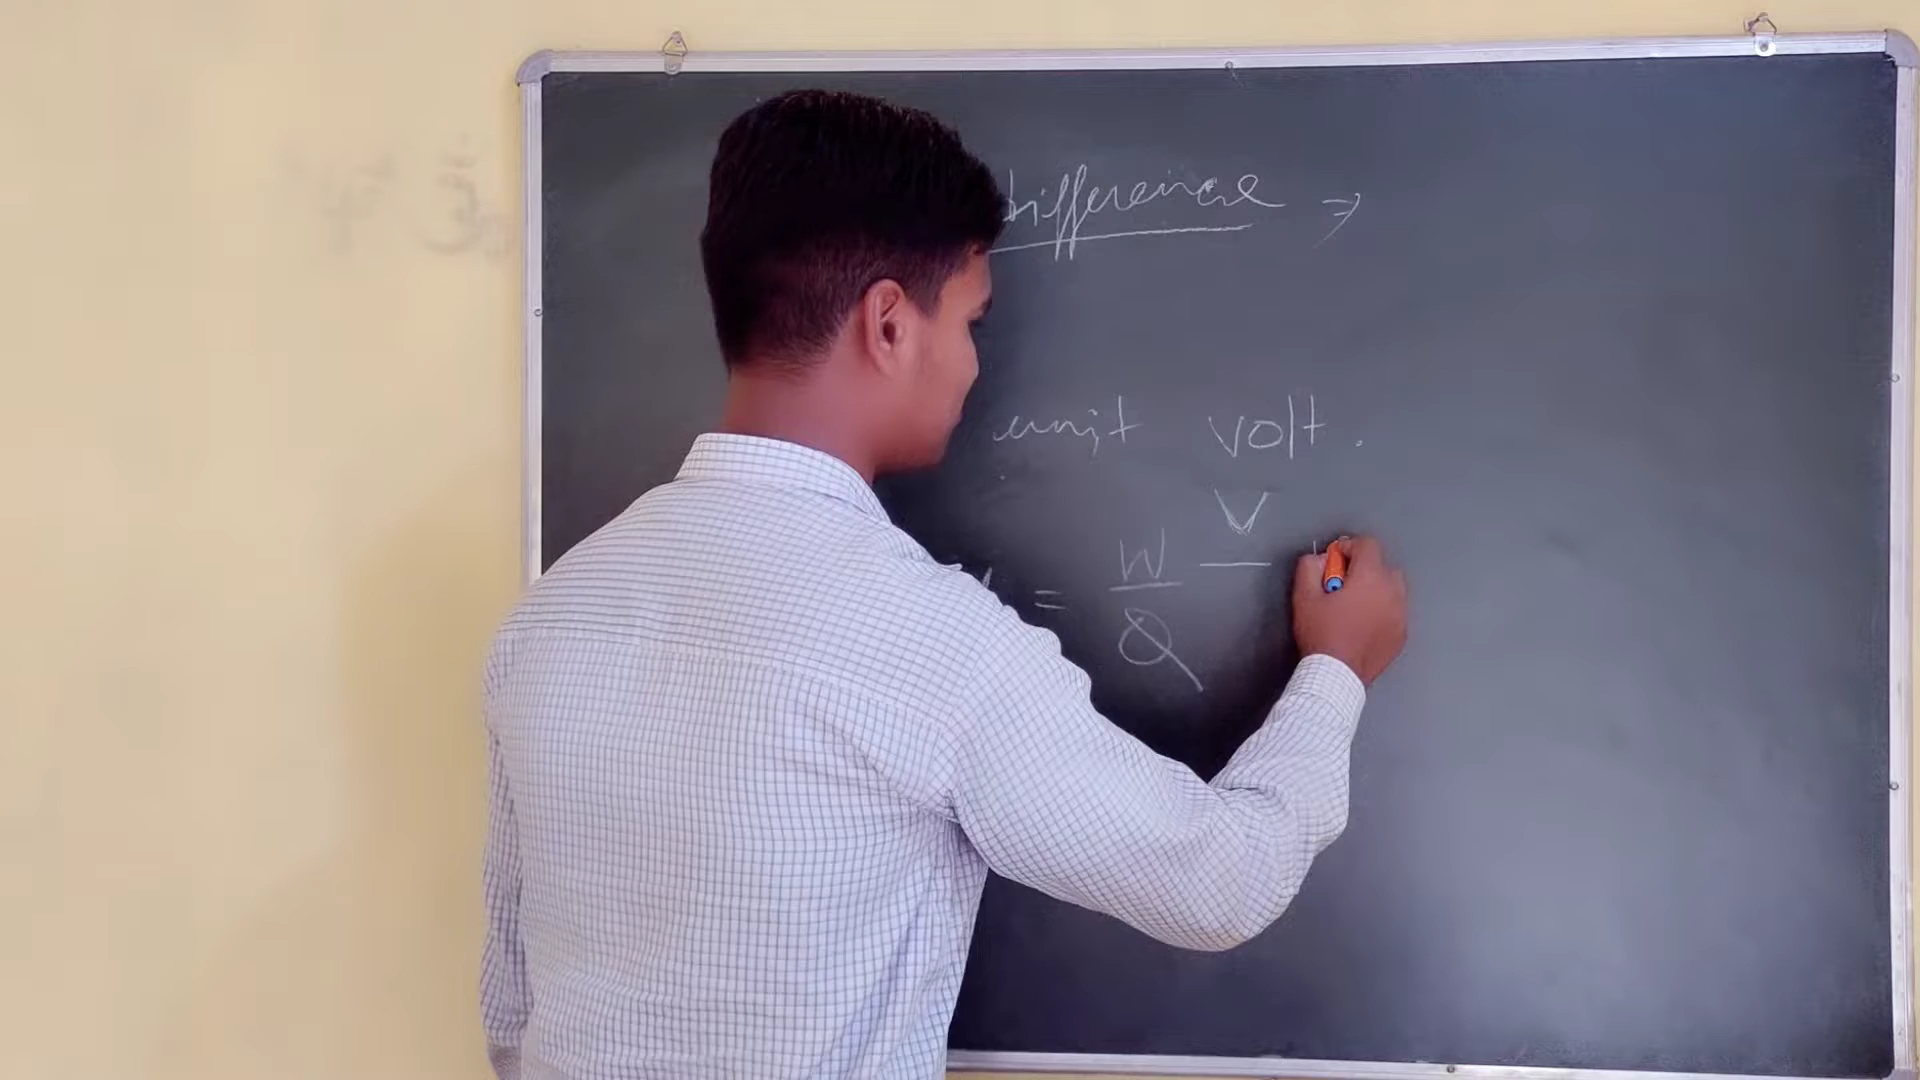 difference ⇒
unit volt.
V
= W/Q —